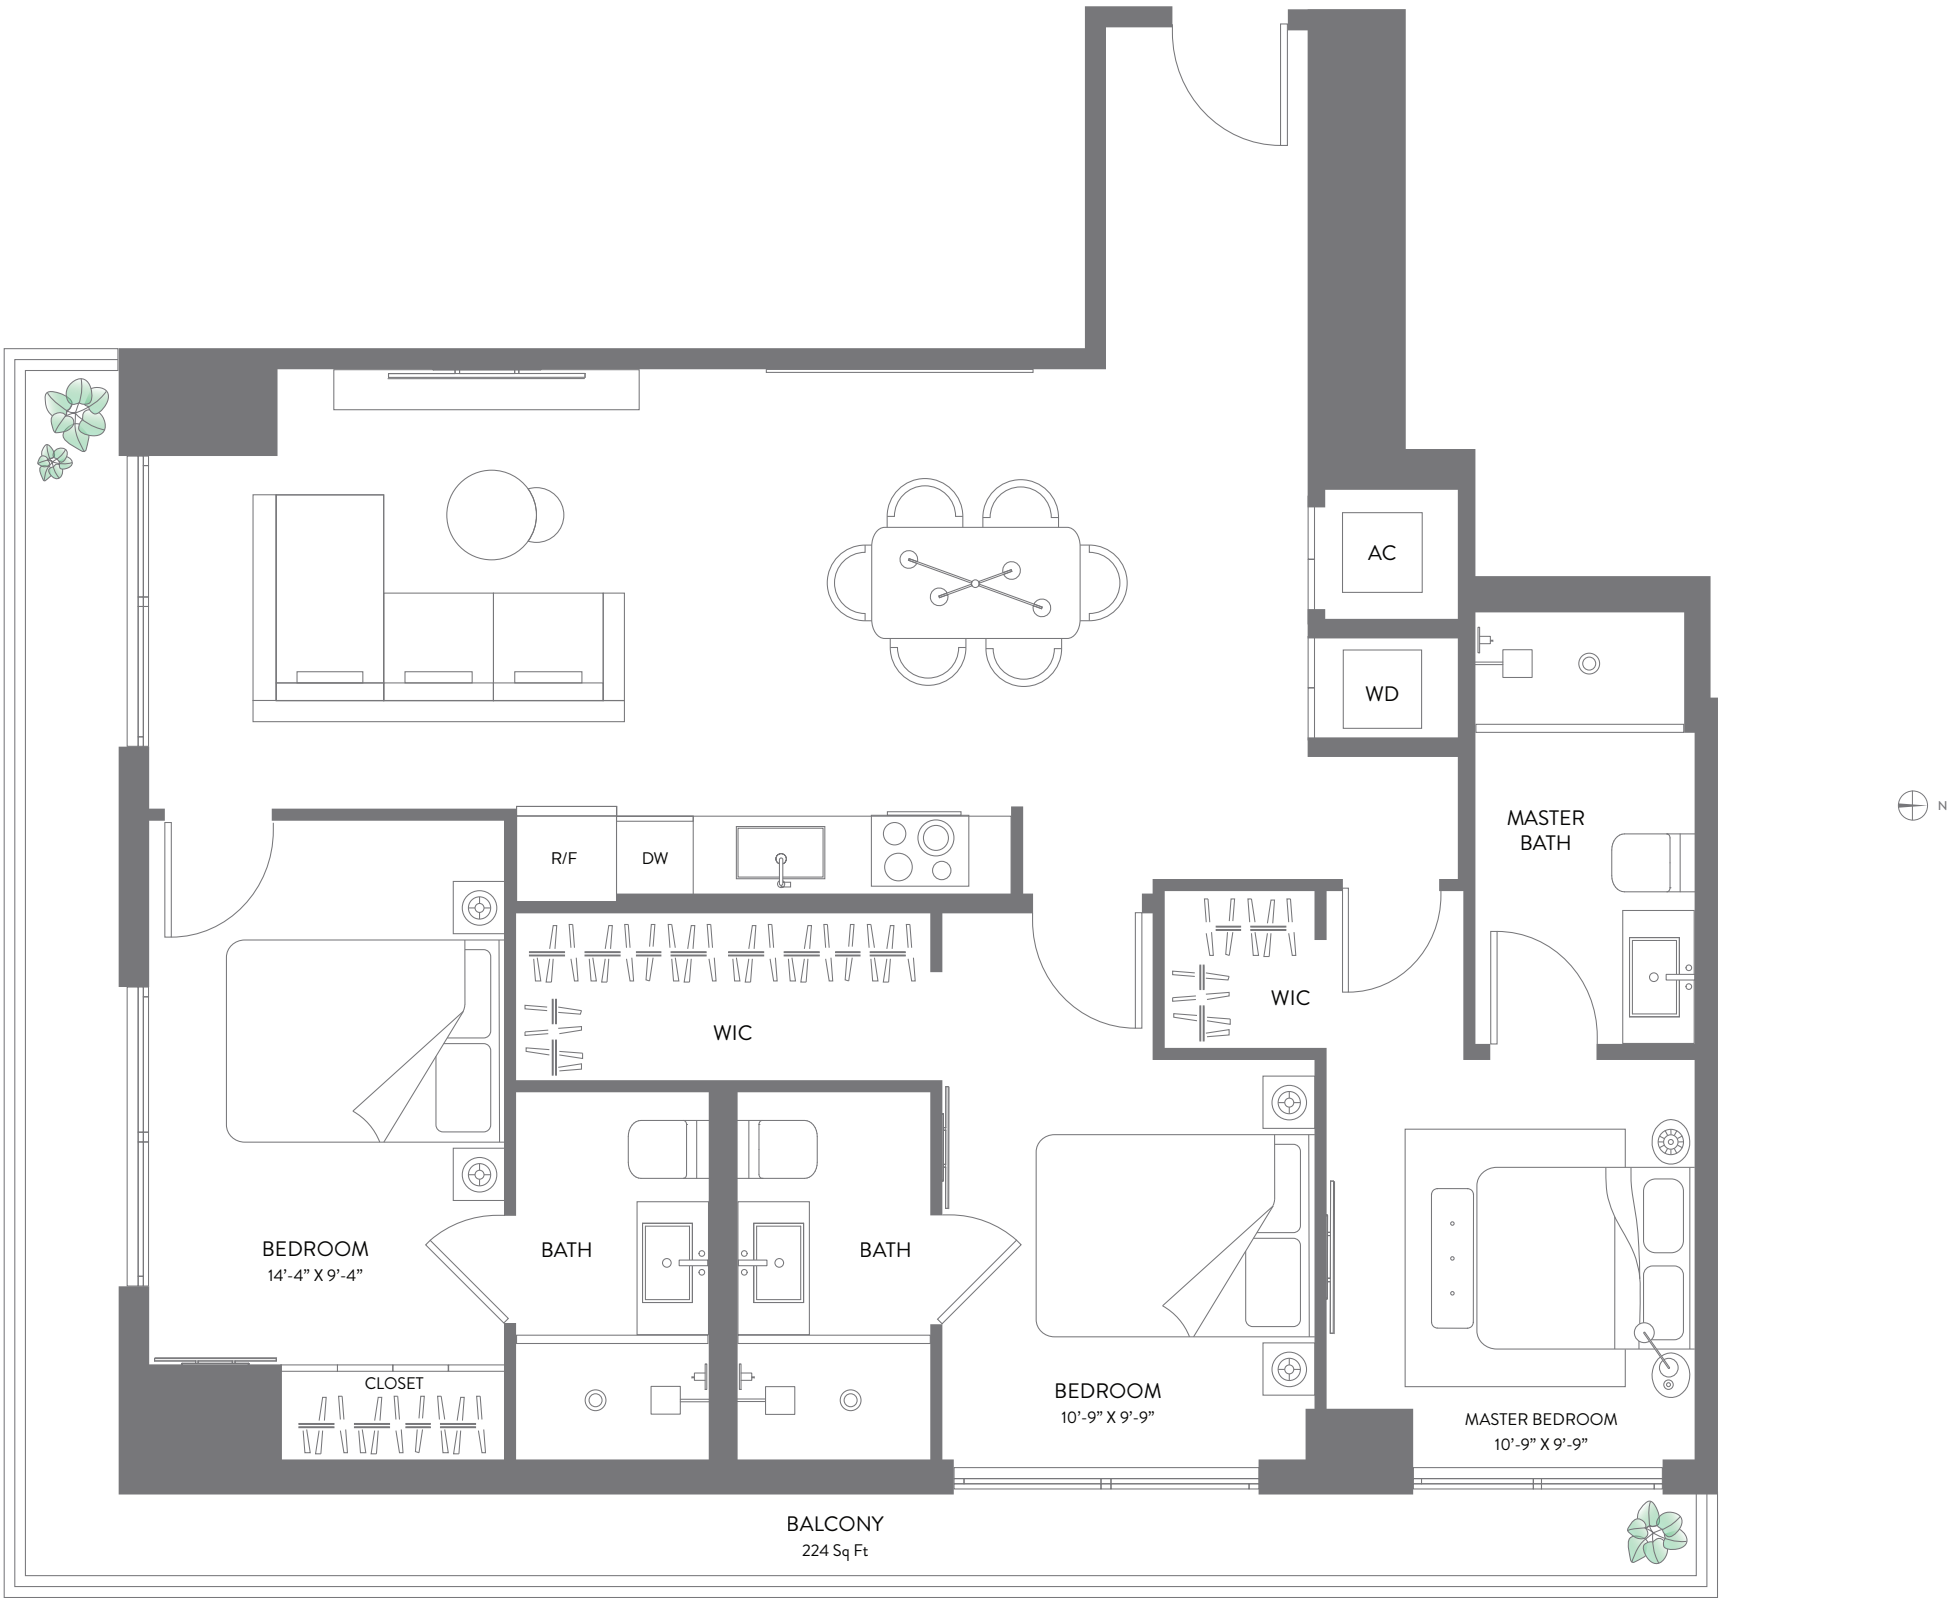 AC
WD
N
MASTER
BATH
R/F
DW
WIC
WIC
BEDROOM
14’-4” X 9’-4”
BATH
BATH
CLOSET
BEDROOM
10’-9” X 9’-9”
MASTER BEDROOM
10’-9” X 9’-9”
BALCONY
224 Sq Ft